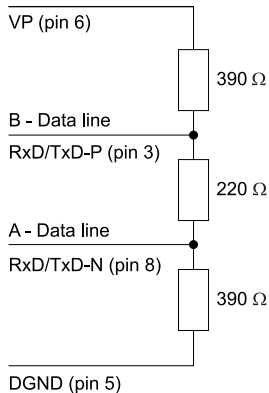 VP (pin 6)
390 Ω
B - Data line
RxD/TxD-P (pin 3)
220 Ω
A - Data line
RxD/TxD-N (pin 8)
390 Ω
DGND (pin 5)